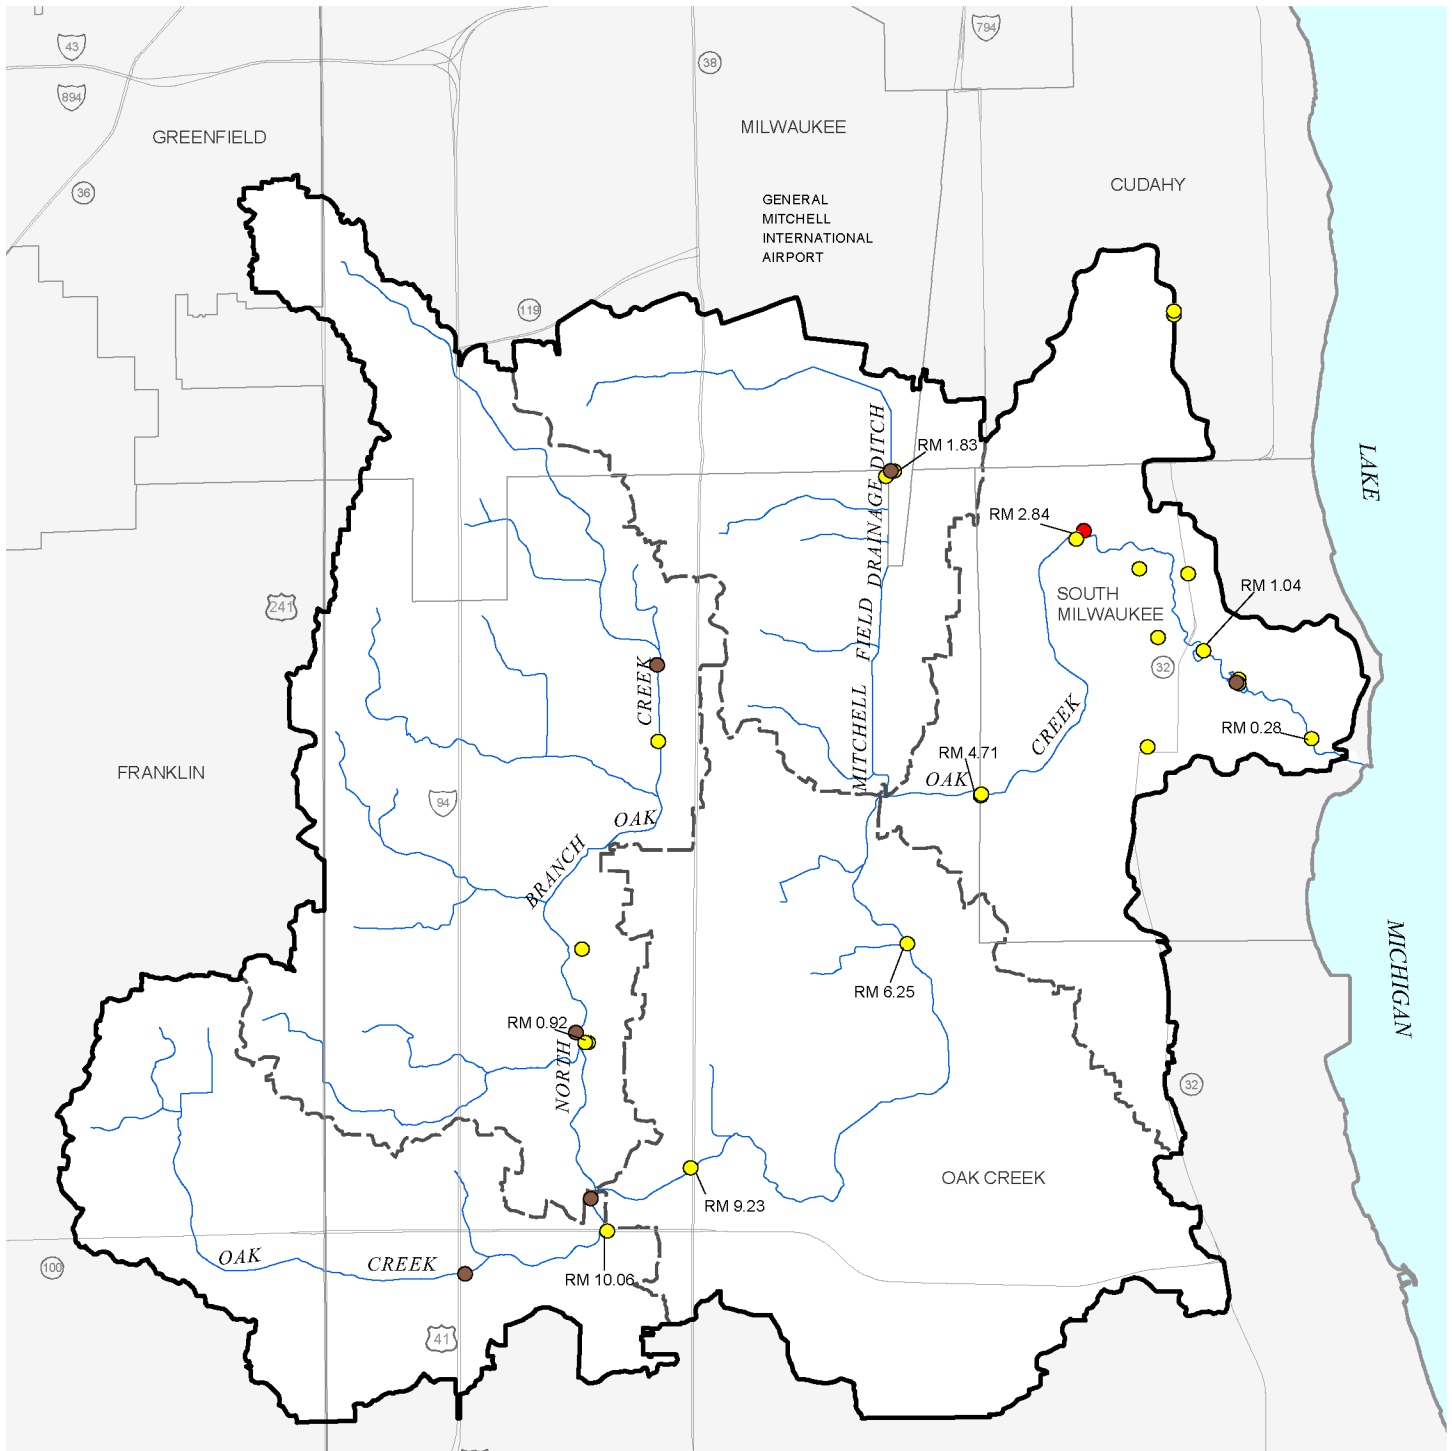 43
894
GREENFIELD
36
38
794
MILWAUKEE
CUDAHY
GENERAL
MITCHELL
INTERNATIONAL
AIRPORT
119
RM 1.83
LAKE
RM 2.84
SOUTH
MILWAUKEE
RM 1.04
32
RM 0.28
241
MITCHELL FIELD DRAINAGE DITCH
CREEK
CREEK
RM 4.71
OAK
FRANKLIN
94
OAK
BRANCH
MICHIGAN
RM 6.25
RM 0.92
NORTH
32
OAK CREEK
RM 9.23
OAK
CREEK
100
RM 10.06
41